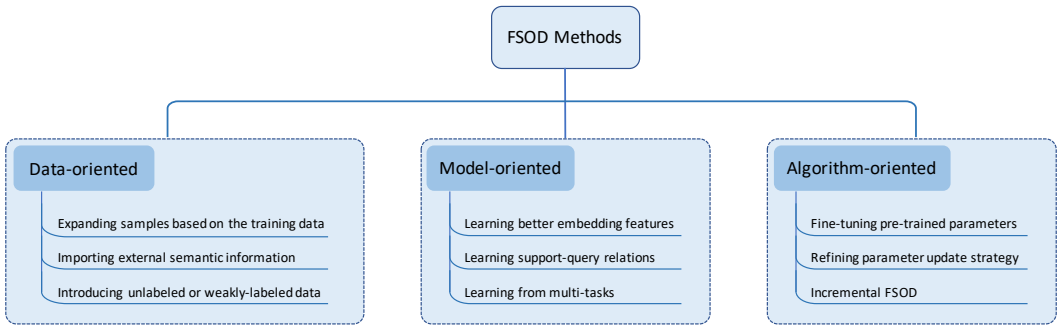 FSOD Methods
Data-oriented
Expanding samples based on the training data
Importing external semantic information
Introducing unlabeled or weakly-labeled data
Model-oriented
Learning better embedding features
Learning support-query relations
Learning from multi-tasks
Algorithm-oriented
Fine-tuning pre-trained parameters
Refining parameter update strategy
Incremental FSOD